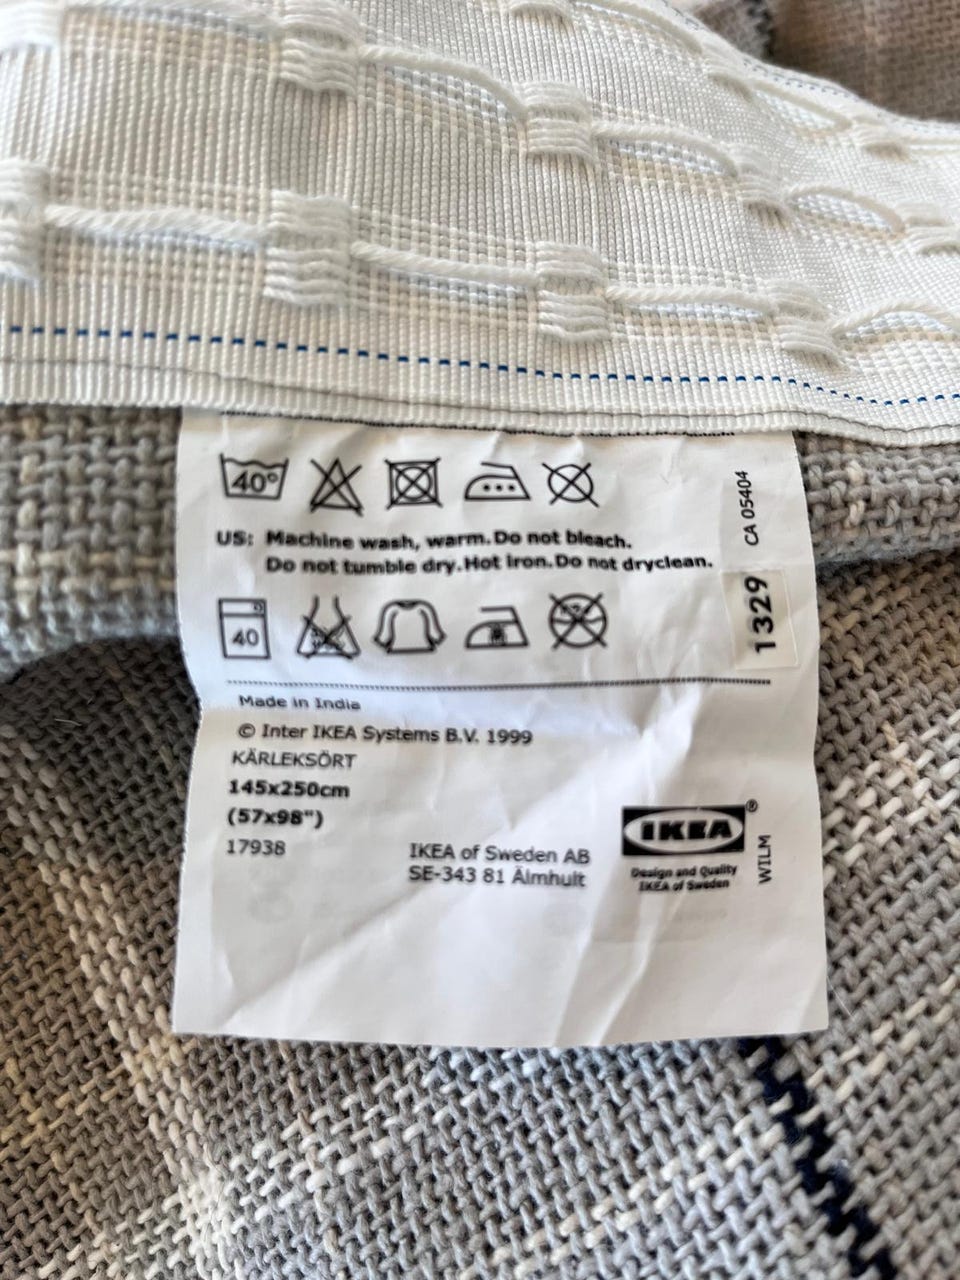 40°
US: Machine wash, warm. Do not bleach.
Do not tumble dry. Hot iron. Do not dryclean.
40
CA 05404
1329
Made in India
© Inter IKEA Systems B.V. 1999
KÄRLEKSÖRT
145x250cm
(57x98")
17938
IKEA of Sweden AB
SE-343 81 Älmhult
IKEA®
Design and Quality
IKEA of Sweden
WILM